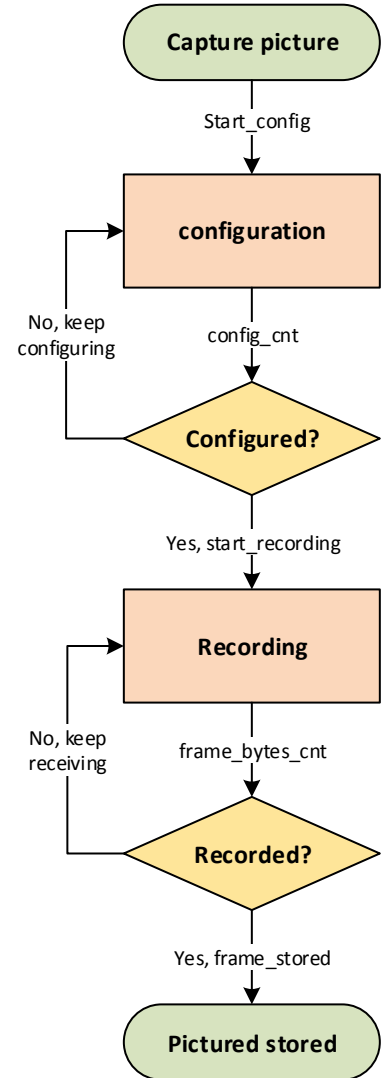 Capture picture
Start_config
configuration
No, keep
configuring
config_cnt
Configured?
Yes, start_recording
Recording
No, keep
receiving
frame_bytes_cnt
Recorded?
Yes, frame_stored
Pictured stored